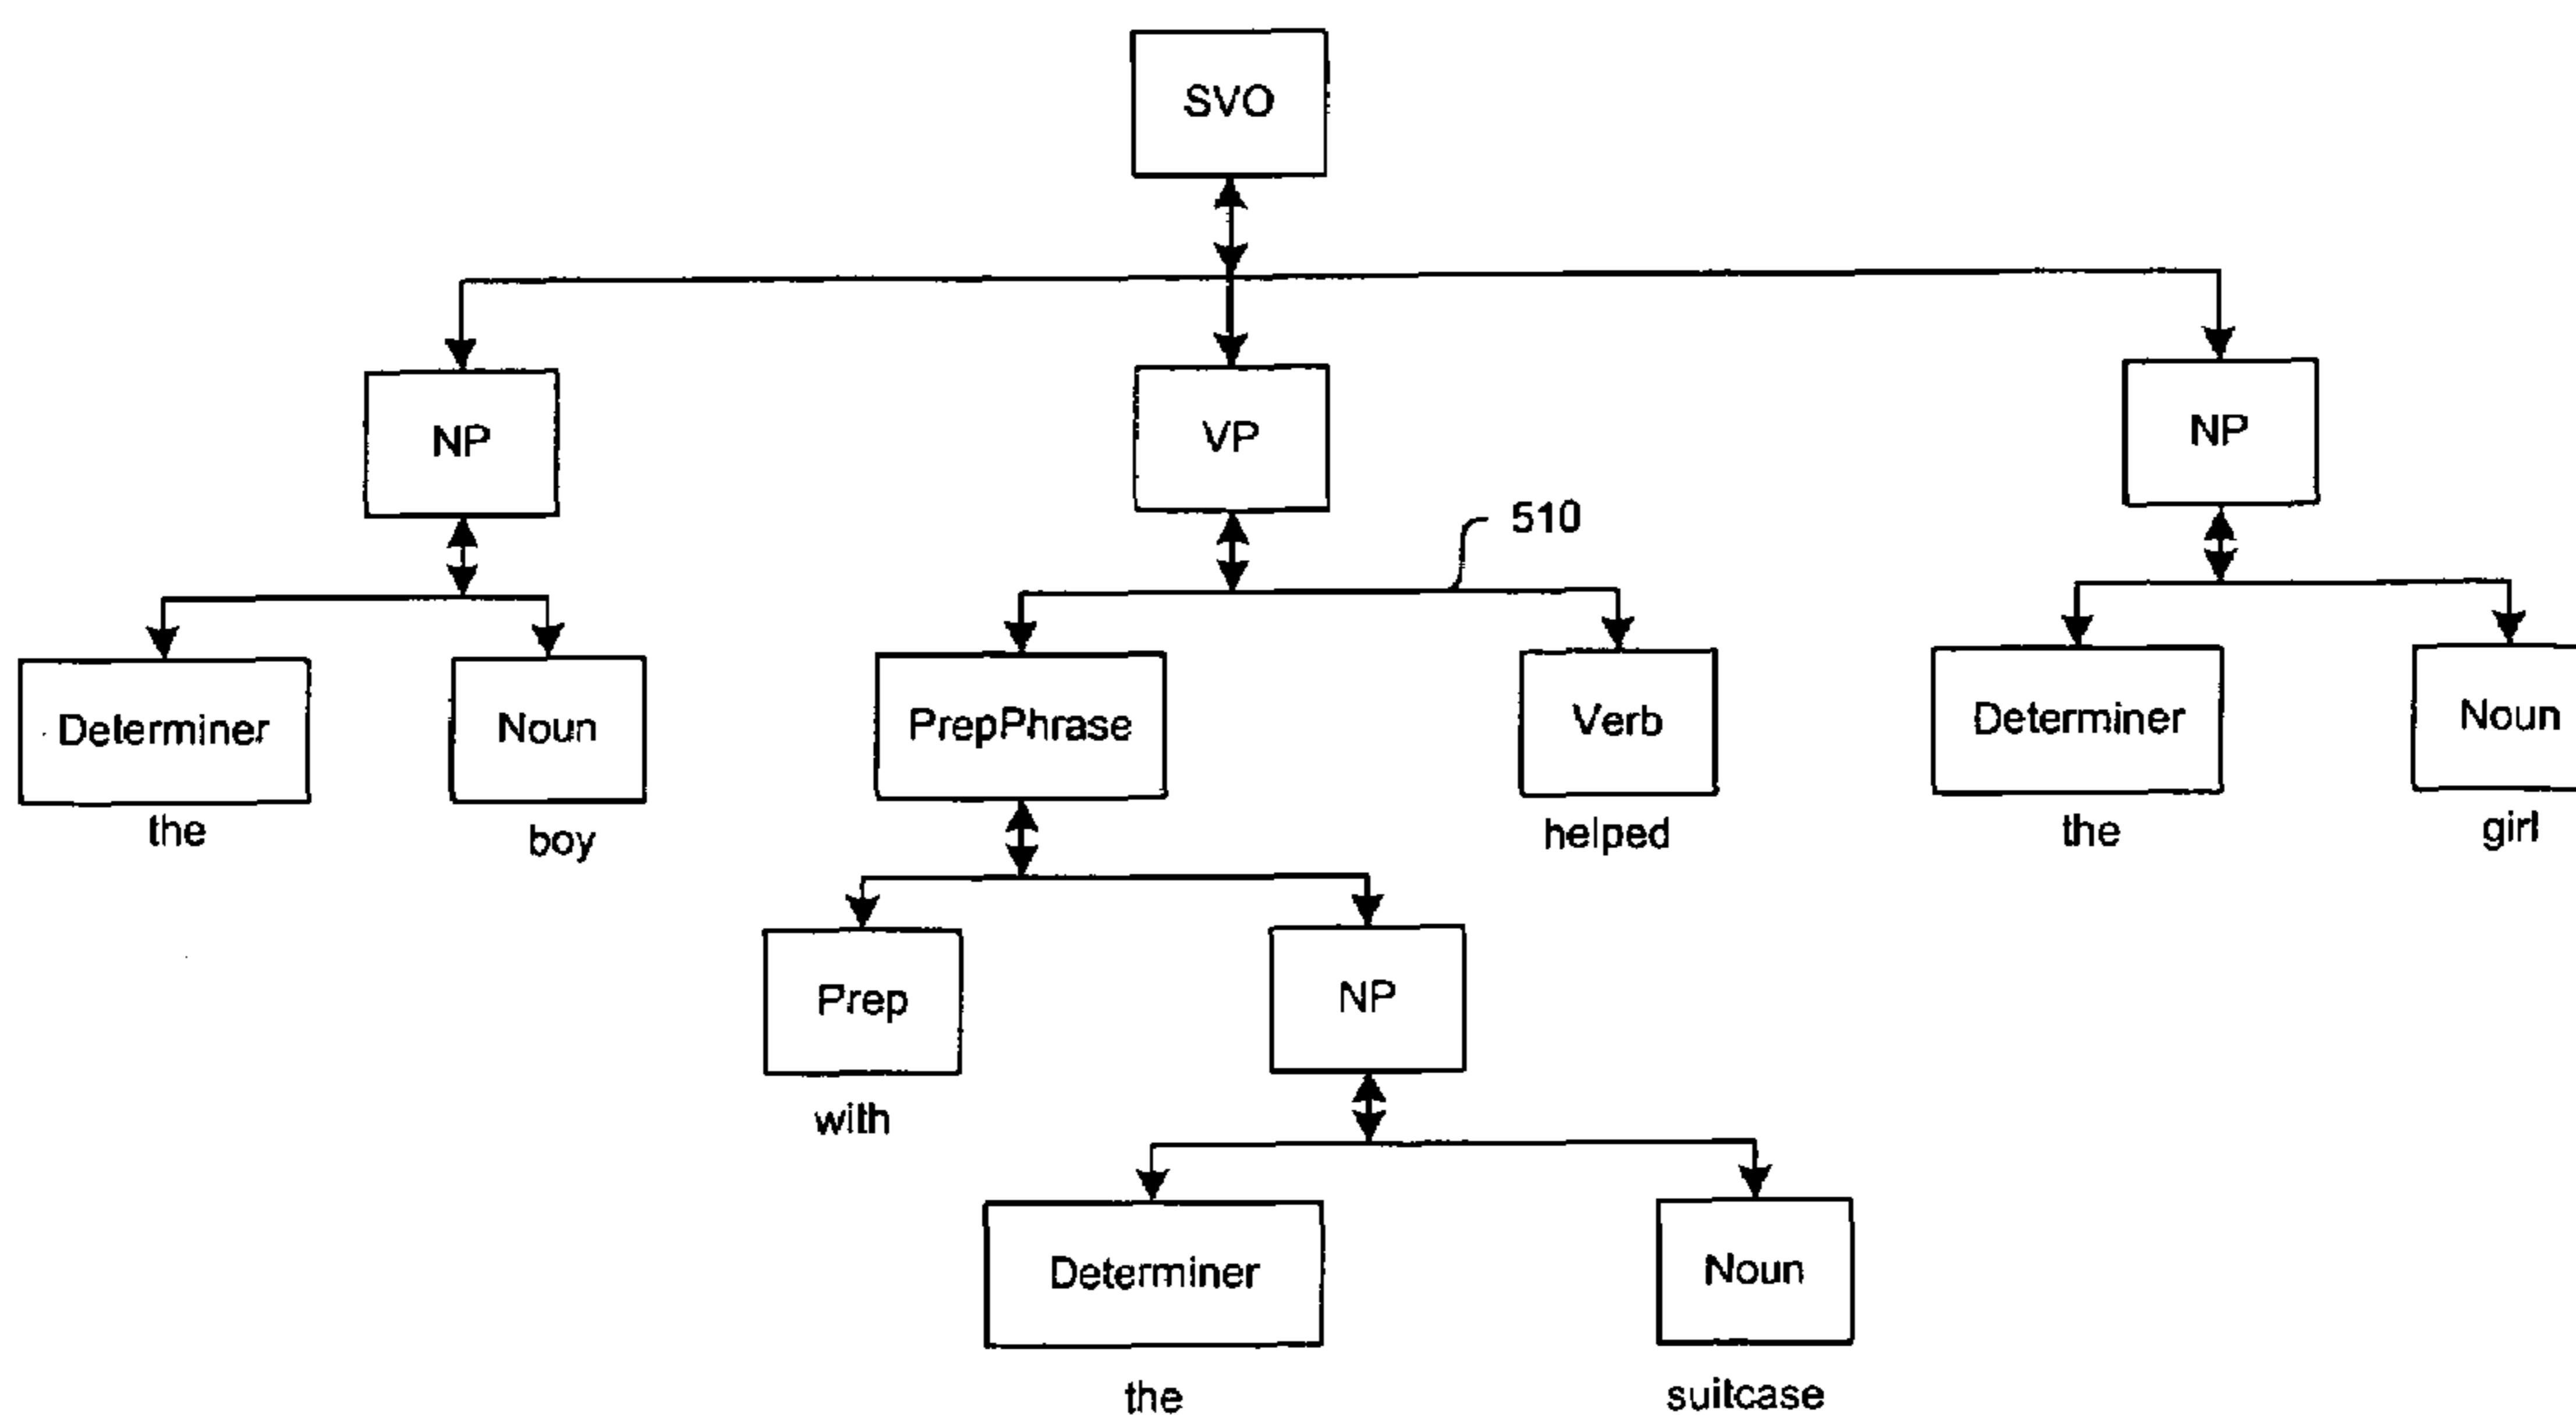 SVO
NP
VP
NP
510
Determiner
Noun
PrepPhrase
Verb
Determiner
Noun
the
boy
helped
the
girl
Prep
NP
with
Determiner
Noun
the
suitcase